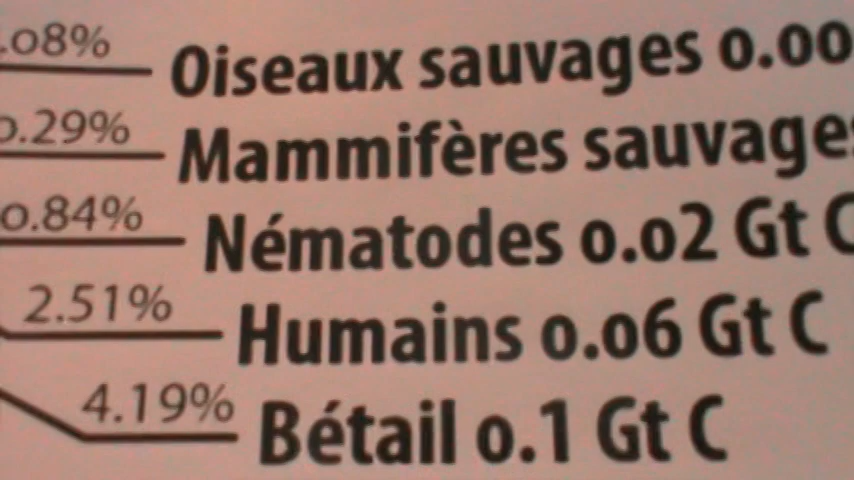 .08% Oiseaux sauvages 0.00
0.29% Mammifères sauvages
0.84% Nématodes 0.02 Gt C
2.51% Humains 0.06 Gt C
4.19% Bétail 0.1 Gt C